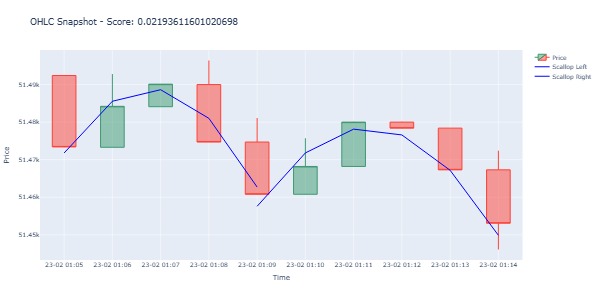 OHLC Snapshot - Score: 0.02193611601020698
Price
Scallop Left
Scallop Right
51.49k
51.48k
51.47k
51.46k
51.45k
Price
23-02 01:05 23-02 01:06 23-02 01:07 23-02 01:08 23-02 01:09 23-02 01:10 23-02 01:11 23-02 01:12 23-02 01:13 23-02 01:14
Time